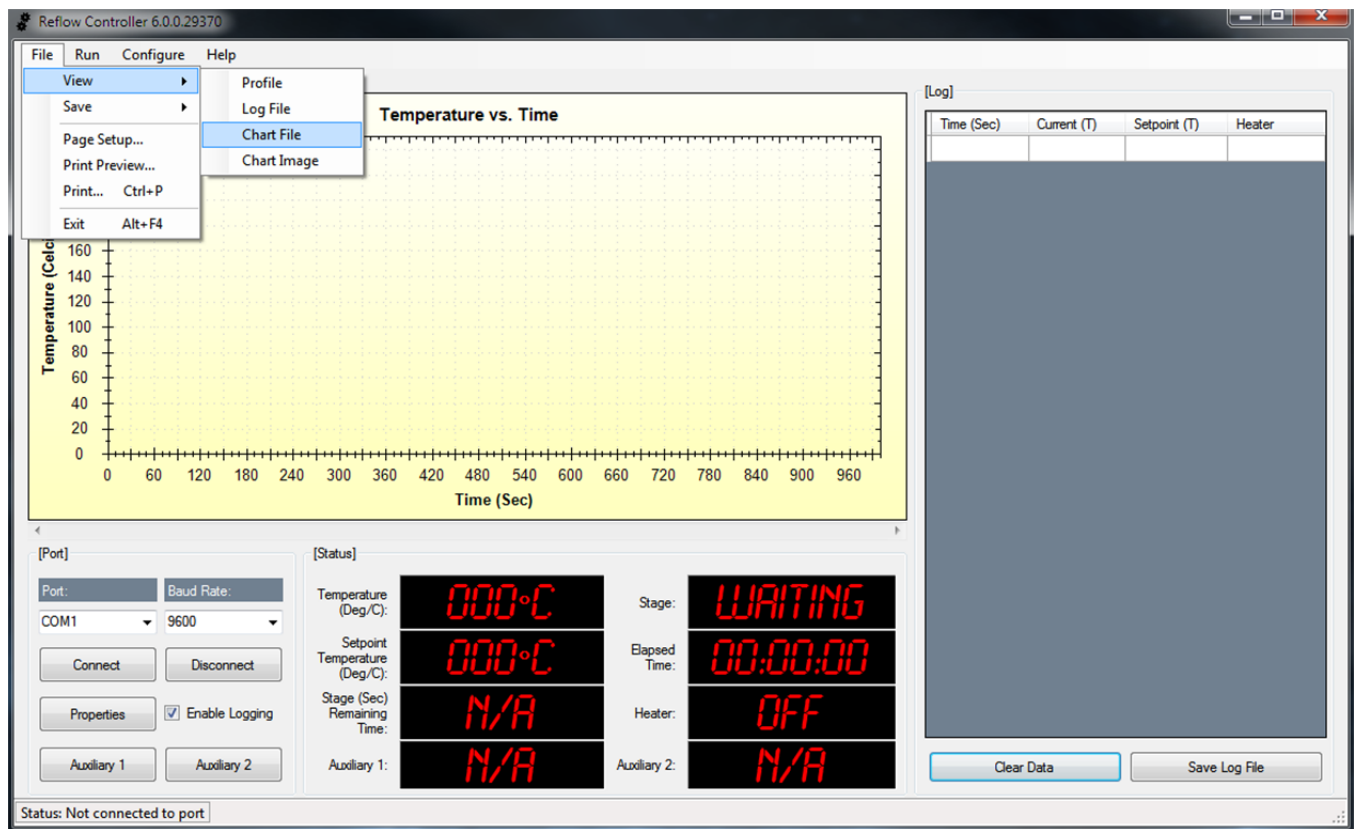 Reflow Controller 6.0.0.29370
File Run Configure Help
View
Save
Page Setup...
Print Preview...
Print... Ctrl+P
Exit Alt+F4
Profile
Log File
Chart File
Chart Image
Temperature vs. Time
160
140
120
100
80
60
40
20
0
0 60 120 180 240 300 360 420 480 540 600 660 720 780 840 900 960
Time (Sec)
[Log]
Time (Sec) Current (T) Setpoint (T) Heater
Clear Data Save Log File
[Port]
Port: Baud Rate:
COM1 9600
Connect Disconnect
Properties Enable Logging
Auxiliary 1 Auxiliary 2
[Status]
Temperature
(Deg/C):
000°C
Stage:
WAITING
Setpoint
Temperature
(Deg/C):
000°C
Elapsed
Time:
00:00:00
Stage (Sec)
Remaining
Time:
N/A
Heater:
OFF
Auxiliary 1:
N/A
Auxiliary 2:
N/A
Status: Not connected to port